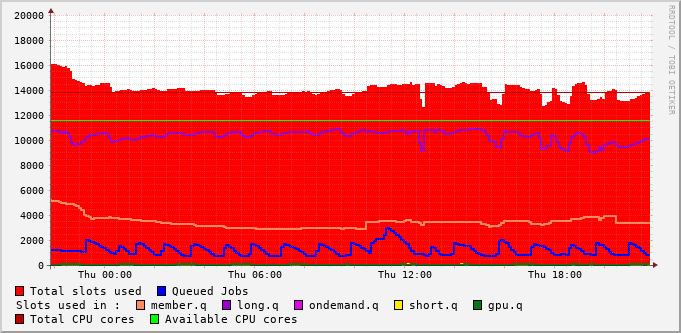 20000
18000
16000
14000
12000
10000
8000
6000
4000
2000
0
Thu 00:00 Thu 06:00 Thu 12:00 Thu 18:00
RRDTOOL / TOBI OETIKER
Total slots used Queued Jobs
Slots used in : member.q long.q ondemand.q short.q gpu.q
Total CPU cores Available CPU cores